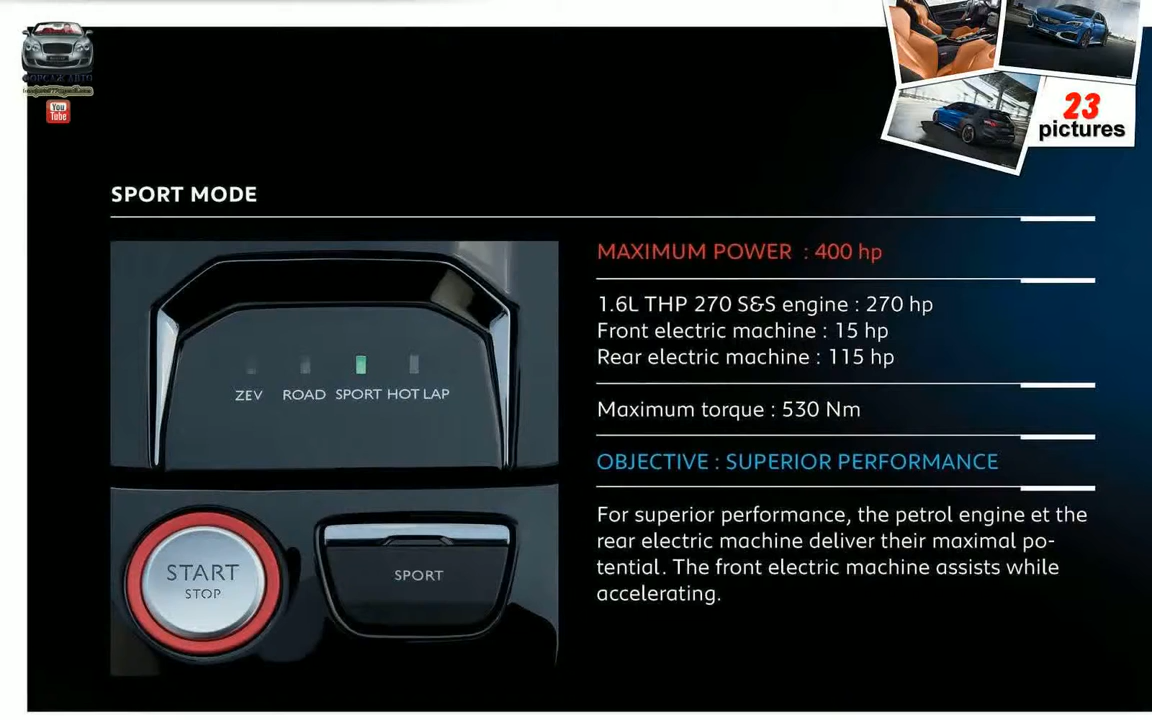 ФОРСАЖ АВТО
You
Tube
23
pictures
SPORT MODE
MAXIMUM POWER : 400 hp
1.6L THP 270 S&S engine : 270 hp
Front electric machine : 15 hp
Rear electric machine : 115 hp
Maximum torque : 530 Nm
OBJECTIVE : SUPERIOR PERFORMANCE
For superior performance, the petrol engine et the
rear electric machine deliver their maximal po-
tential. The front electric machine assists while
accelerating.
ZEV ROAD SPORT HOT LAP
START
STOP
SPORT